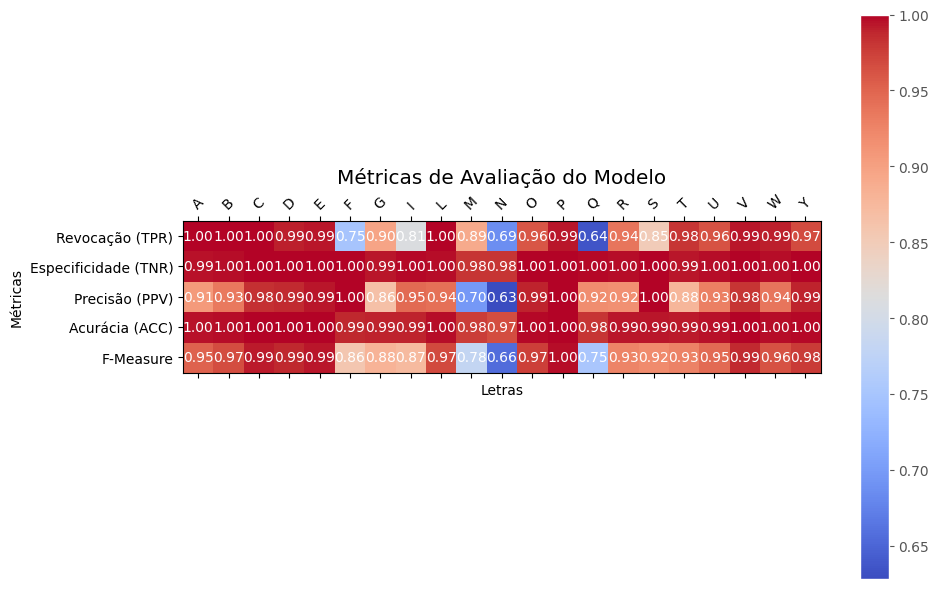 Métricas de Avaliação do Modelo
A B C D E F G I L M N O P Q R S T U V W Y
Métricas
Revocação (TPR) 1.00 1.00 1.00 0.99 0.99 0.75 0.90 0.81 1.00 0.89 0.69 0.96 0.99 0.64 0.94 0.85 0.98 0.96 0.99 0.99 0.97
Especificidade (TNR) 0.99 1.00 1.00 1.00 1.00 1.00 0.99 1.00 1.00 0.98 0.98 1.00 1.00 1.00 1.00 1.00 0.99 1.00 1.00 1.00 1.00
Precisão (PPV) 0.91 0.93 0.98 0.99 0.99 1.00 0.86 0.95 0.94 0.70 0.63 0.99 1.00 0.92 0.92 1.00 0.88 0.93 0.98 0.94 0.99
Acurácia (ACC) 1.00 1.00 1.00 1.00 1.00 0.99 0.99 0.99 1.00 0.98 0.97 1.00 1.00 0.98 0.99 0.99 0.99 0.99 1.00 1.00 1.00
F-Measure 0.95 0.97 0.99 0.99 0.99 0.86 0.88 0.87 0.97 0.78 0.66 0.97 1.00 0.75 0.93 0.92 0.93 0.95 0.99 0.96 0.98
Letras
1.00
0.95
0.90
0.85
0.80
0.75
0.70
0.65